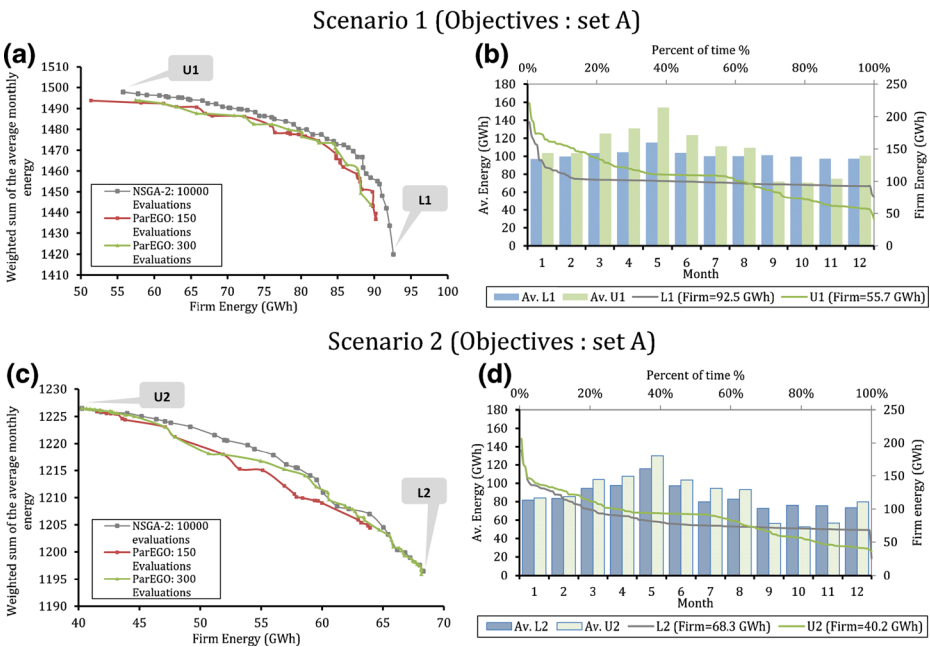 Scenario 1 (Objectives : set A)
(a)
U1
L1
1510
1500
1490
1480
1470
1460
1450
1440
1430
1420
1410
50 55 60 65 70 75 80 85 90 95 100
Weighted sum of the average monthly
energy
Firm Energy (GWh)
NSGA-2: 10000
Evaluations
ParEGO: 150
Evaluations
ParEGO: 300
Evaluations
(b)
Percent of time %
0% 20% 40% 60% 80% 100%
180
160
140
120
100
80
60
40
20
0
Av. Energy (GWh)
250
200
150
100
50
0
Firm Energy (GWh)
1 2 3 4 5 6 7 8 9 10 11 12
Month
Av. L1 Av. U1 L1 (Firm=92.5 GWh) U1 (Firm=55.7 GWh)
Scenario 2 (Objectives : set A)
(c)
U2
L2
1230
1225
1220
1215
1210
1205
1200
1195
1190
40 45 50 55 60 65 70
Weighted sum of the average monthly
energy
Firm Energy (GWh)
NSGA-2: 10000
evaluations
ParEGO: 150
Evaluations
ParEGO: 300
Evaluations
(d)
Percent of time %
0% 20% 40% 60% 80% 100%
180
160
140
120
100
80
60
40
20
0
Av. Energy (GWh)
250
200
150
100
50
0
Firm energy (GWh)
1 2 3 4 5 6 7 8 9 10 11 12
Month
Av. L2 Av. U2 L2 (Firm=68.3 GWh) U2 (Firm=40.2 GWh)